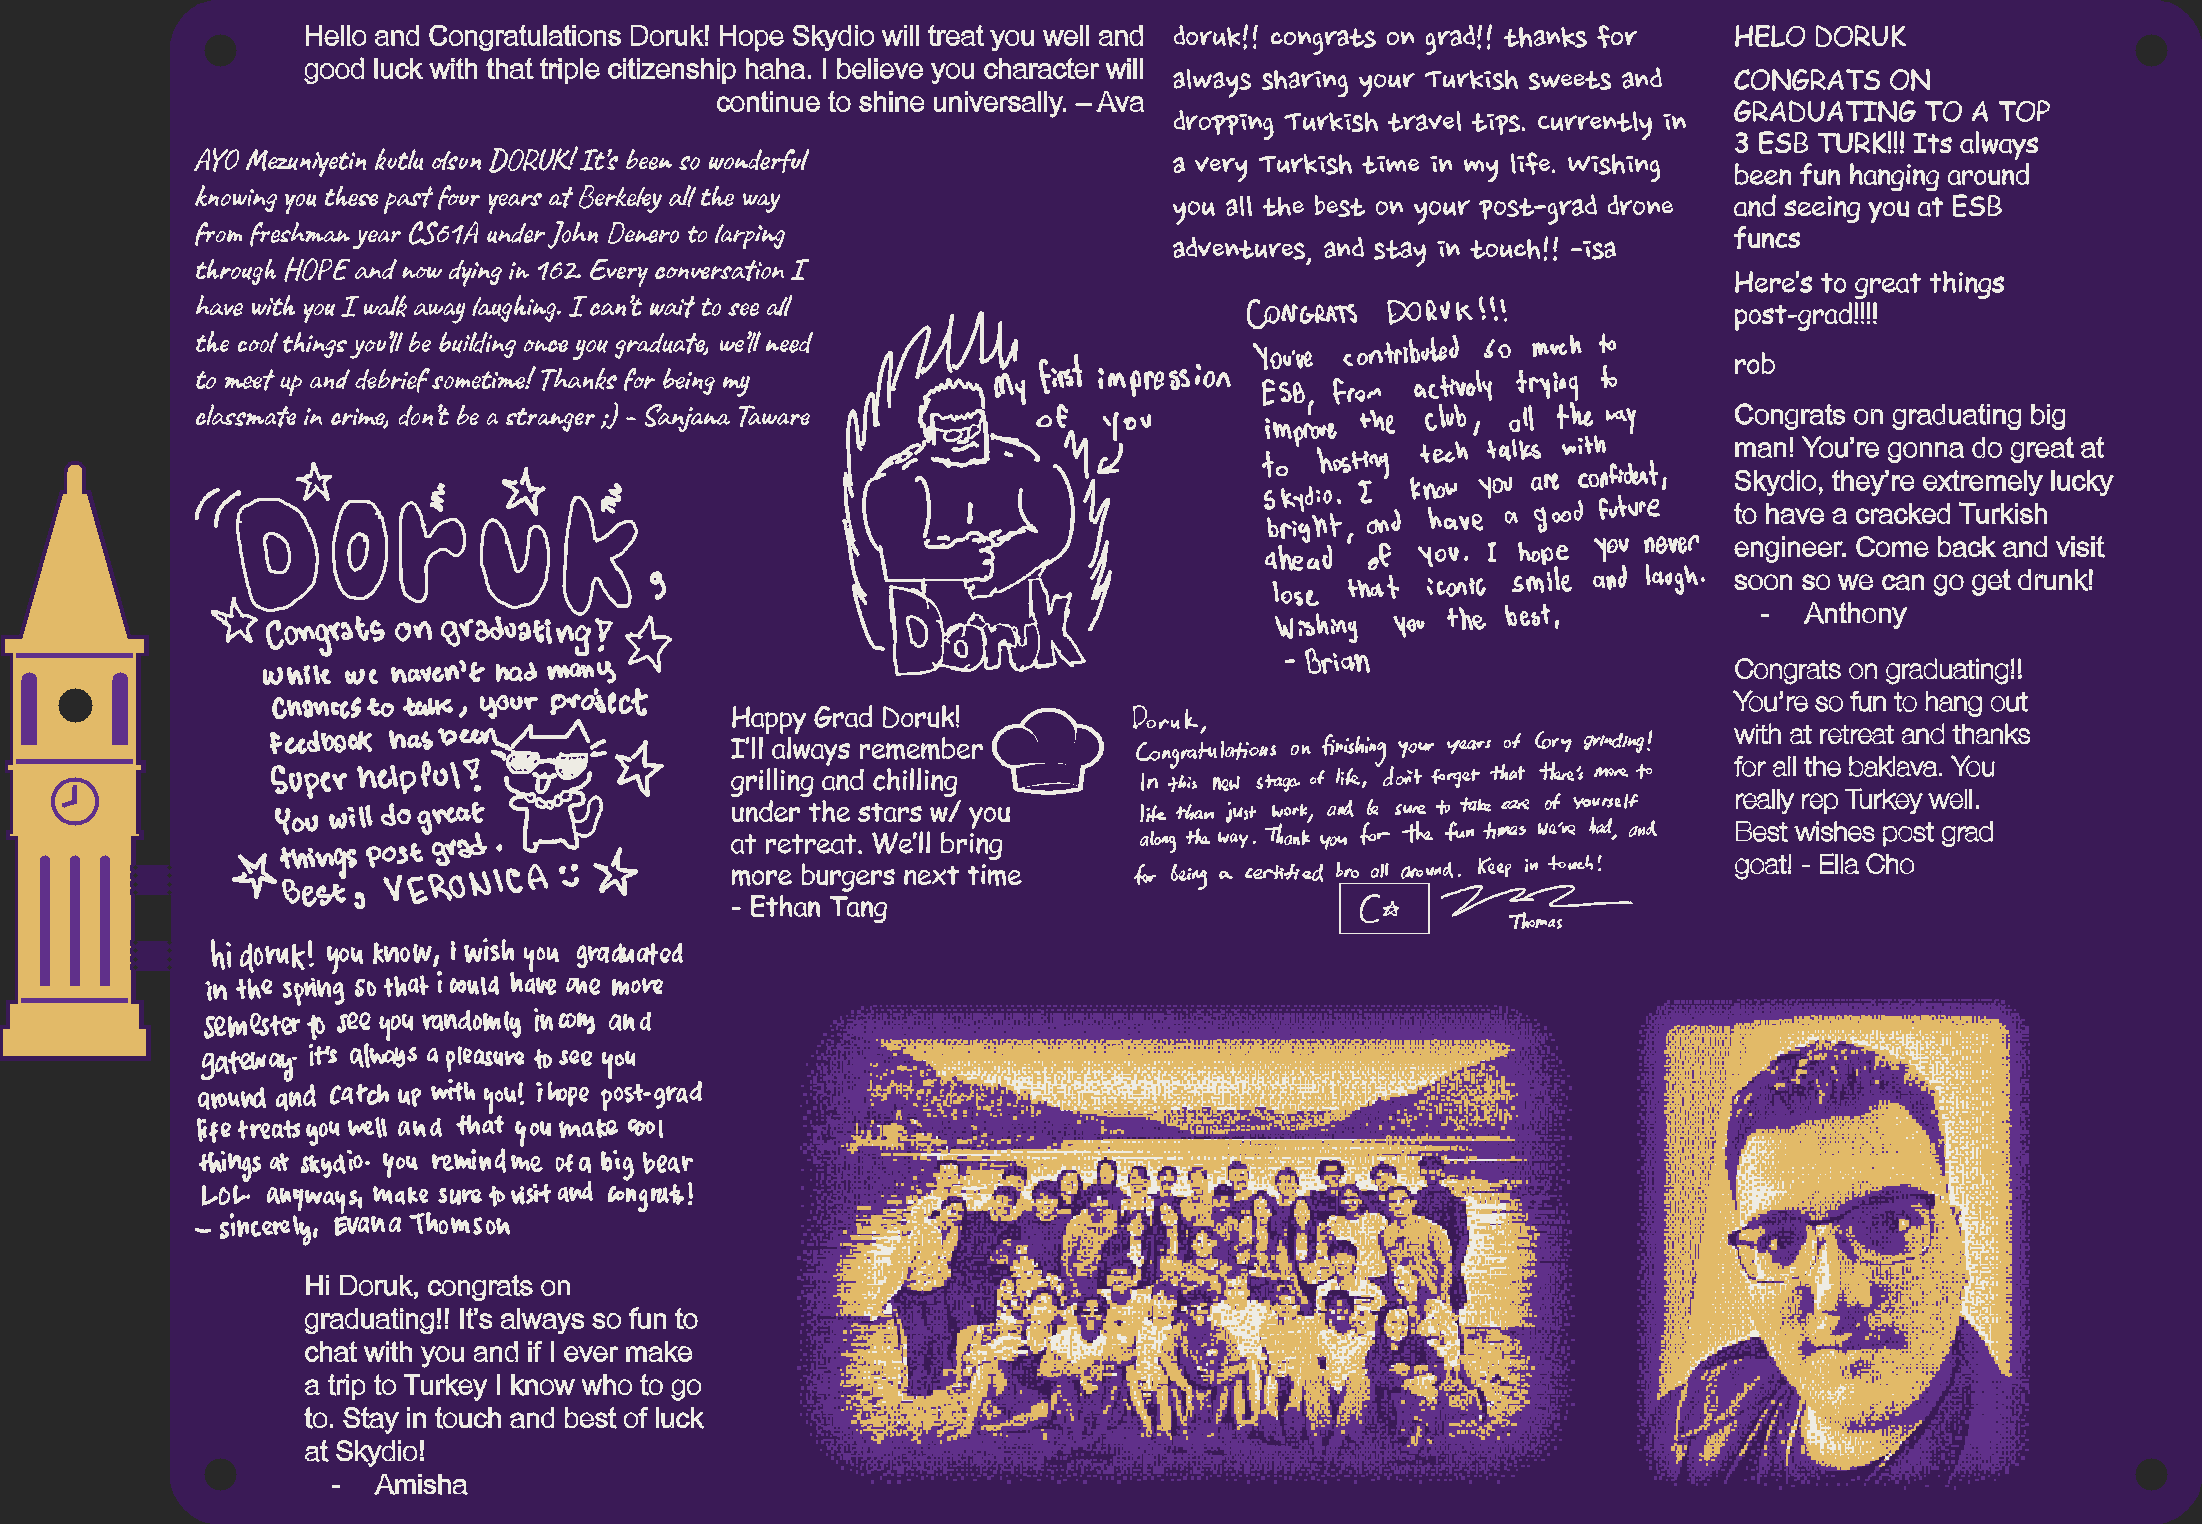 Hello and Congratulations Doruk! Hope Skydio will treat you well and
good luck with that triple citizenship haha. I believe you character will
continue to shine universally. – Ava
AYO Mezuniyetin kutlu olsun DORUK! It's been so wonderful
knowing you these past four years at Berkeley all the way
from freshman year CS61A under John Denero to larping
through HOPE and now dying in 162. Every conversation I
have with you I walk away laughing. I can't wait to see all
the cool things you'll be building once you graduate, we'll need
to meet up and debrief sometime! Thanks for being my
classmate in crime, don't be a stranger ;) - Sanjana Taware
doruk!! congrats on grad!! thanks for
always sharing your Turkish sweets and
dropping Turkish travel tips. currently in
a very Turkish time in my life. wishing
you all the best on your post-grad drone
adventures, and stay in touch!! -isa
HELO DORUK
CONGRATS ON
GRADUATING TO A TOP
3 ESB TURK!!! Its always
been fun hanging around
and seeing you at ESB
funcs
Here's to great things
post-grad!!!!
rob
My first impression
of you
Doruk
CONGRATS DORUK!!!
You've contributed so much to
ESB, from actively trying to
improve the club, all the way
to hosting tech talks with
Skydio. I know you are confident,
bright, and have a good future
ahead of you. I hope you never
lose that iconic smile and laugh.
Wishing you the best,
- Brian
Congrats on graduating big
man! You're gonna do great at
Skydio, they're extremely lucky
to have a cracked Turkish
engineer. Come back and visit
soon so we can go get drunk!
- Anthony
Doruk,
Congrats on graduating!
While we haven't had many
chances to talk, your project
feedback has been
super helpful!
You will do great
things post grad.
Best, VERONICA :)
Happy Grad Doruk!
I'll always remember
grilling and chilling
under the stars w/ you
at retreat. We'll bring
more burgers next time
- Ethan Tang
Doruk,
Congratulations on finishing your years of Cory grinding!
In this new stage of life, don't forget that there's more to
life than just work, and be sure to take care of yourself
along the way. Thank you for the fun times we've had, and
for being a certified bro all around. Keep in touch!
Thomas
Congrats on graduating!!
You're so fun to hang out
with at retreat and thanks
for all the baklava. You
really rep Turkey well.
Best wishes post grad
goat! - Ella Cho
hi doruk! you know, i wish you graduated
in the spring so that i could have one more
semester to see you randomly in cory and
gateway. it's always a pleasure to see you
around and catch up with you! i hope post-grad
life treats you well and that you make cool
things at skydio. you remind me of a big bear
LOL anyways, make sure to visit and congrats!
– sincerely, Evana Thomson
Hi Doruk, congrats on
graduating!! It's always so fun to
chat with you and if I ever make
a trip to Turkey I know who to go
to. Stay in touch and best of luck
at Skydio!
- Amisha